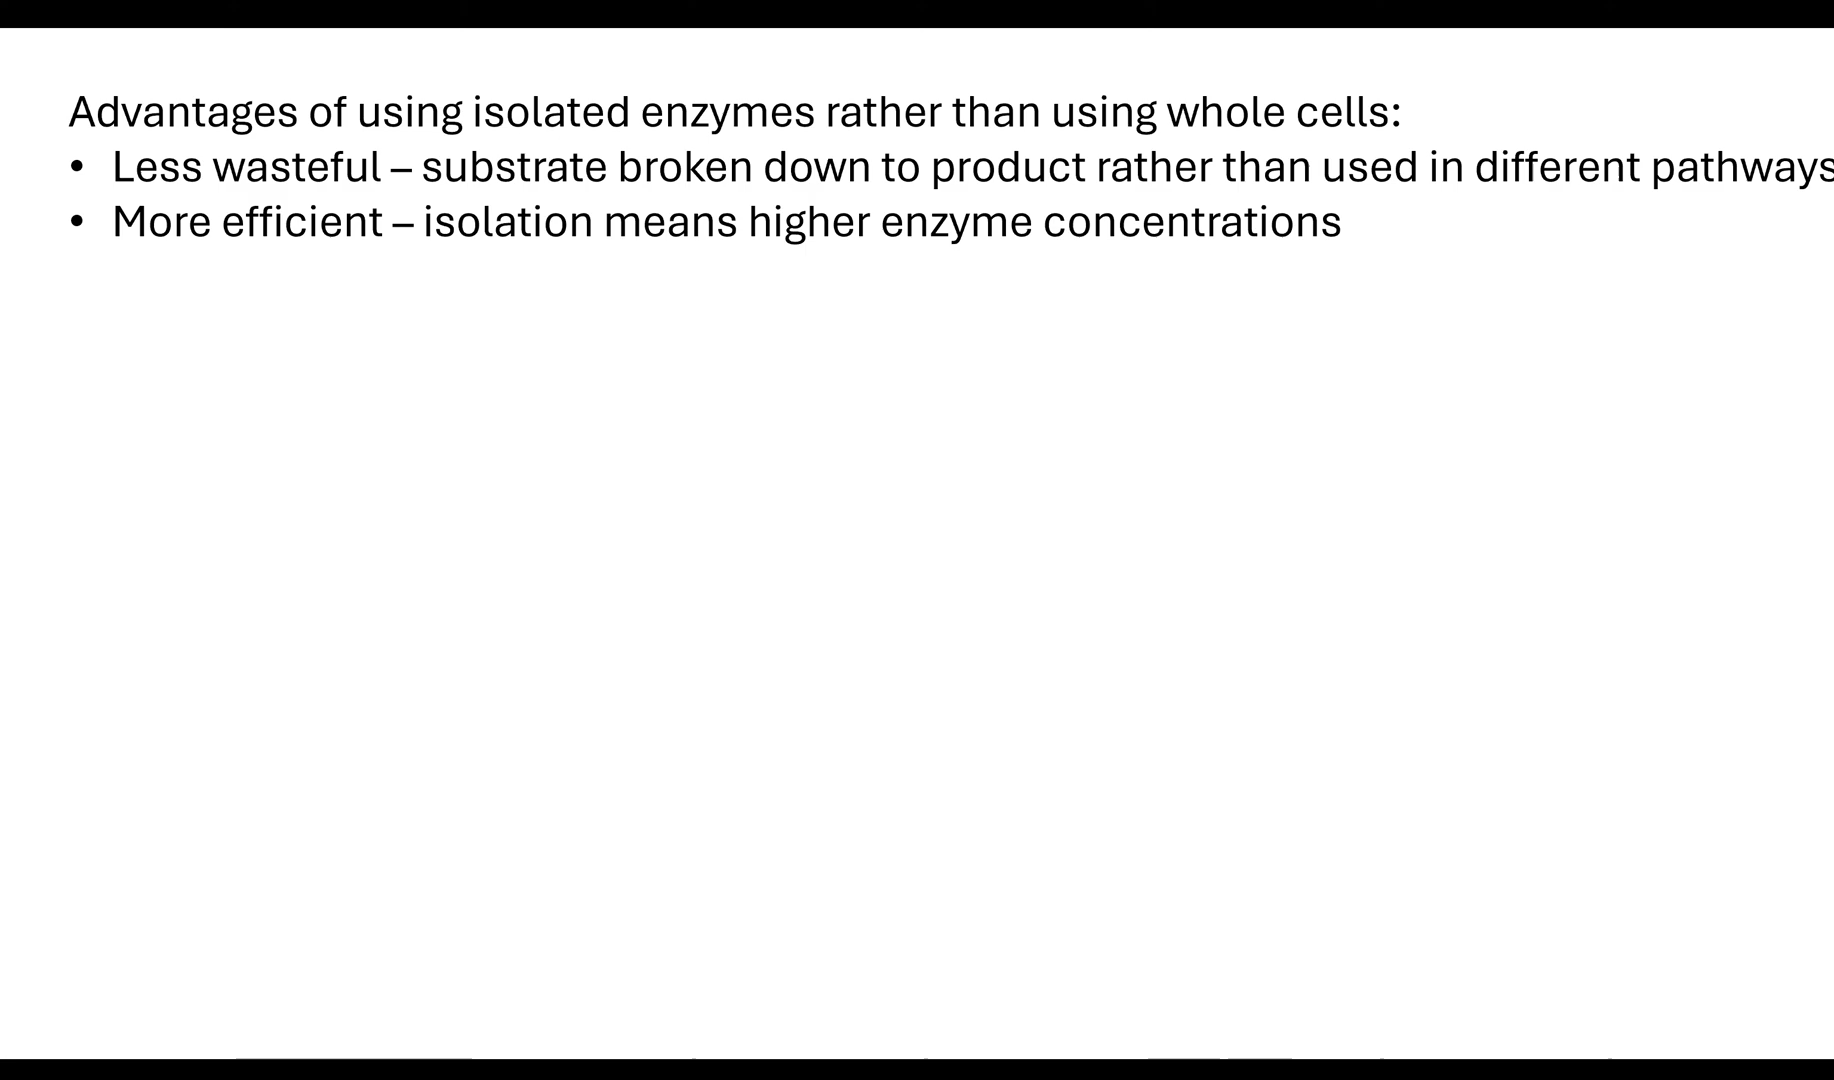 Advantages of using isolated enzymes rather than using whole cells:
• Less wasteful – substrate broken down to product rather than used in different pathways
• More efficient – isolation means higher enzyme concentrations